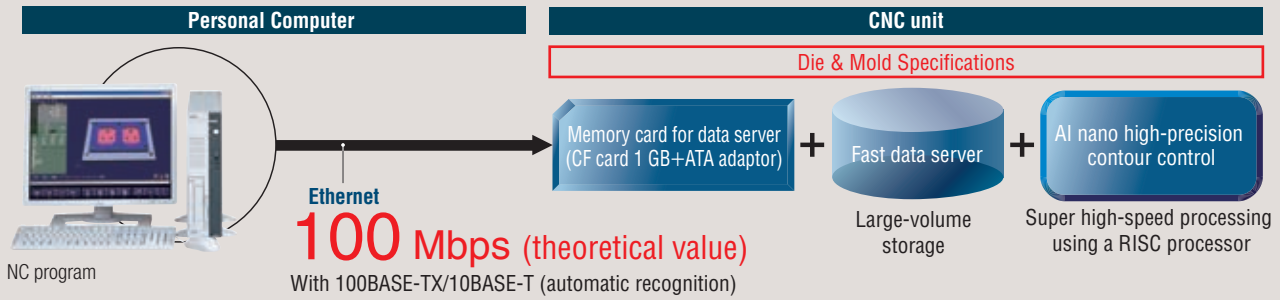 Personal Computer
CNC unit
Die & Mold Specifications
Memory card for data server
(CF card 1 GB+ATA adaptor)
+
Fast data server
+
AI nano high-precision
contour control
Ethernet
100 Mbps (theoretical value)
With 100BASE-TX/10BASE-T (automatic recognition)
NC program
Large-volume
storage
Super high-speed processing
using a RISC processor